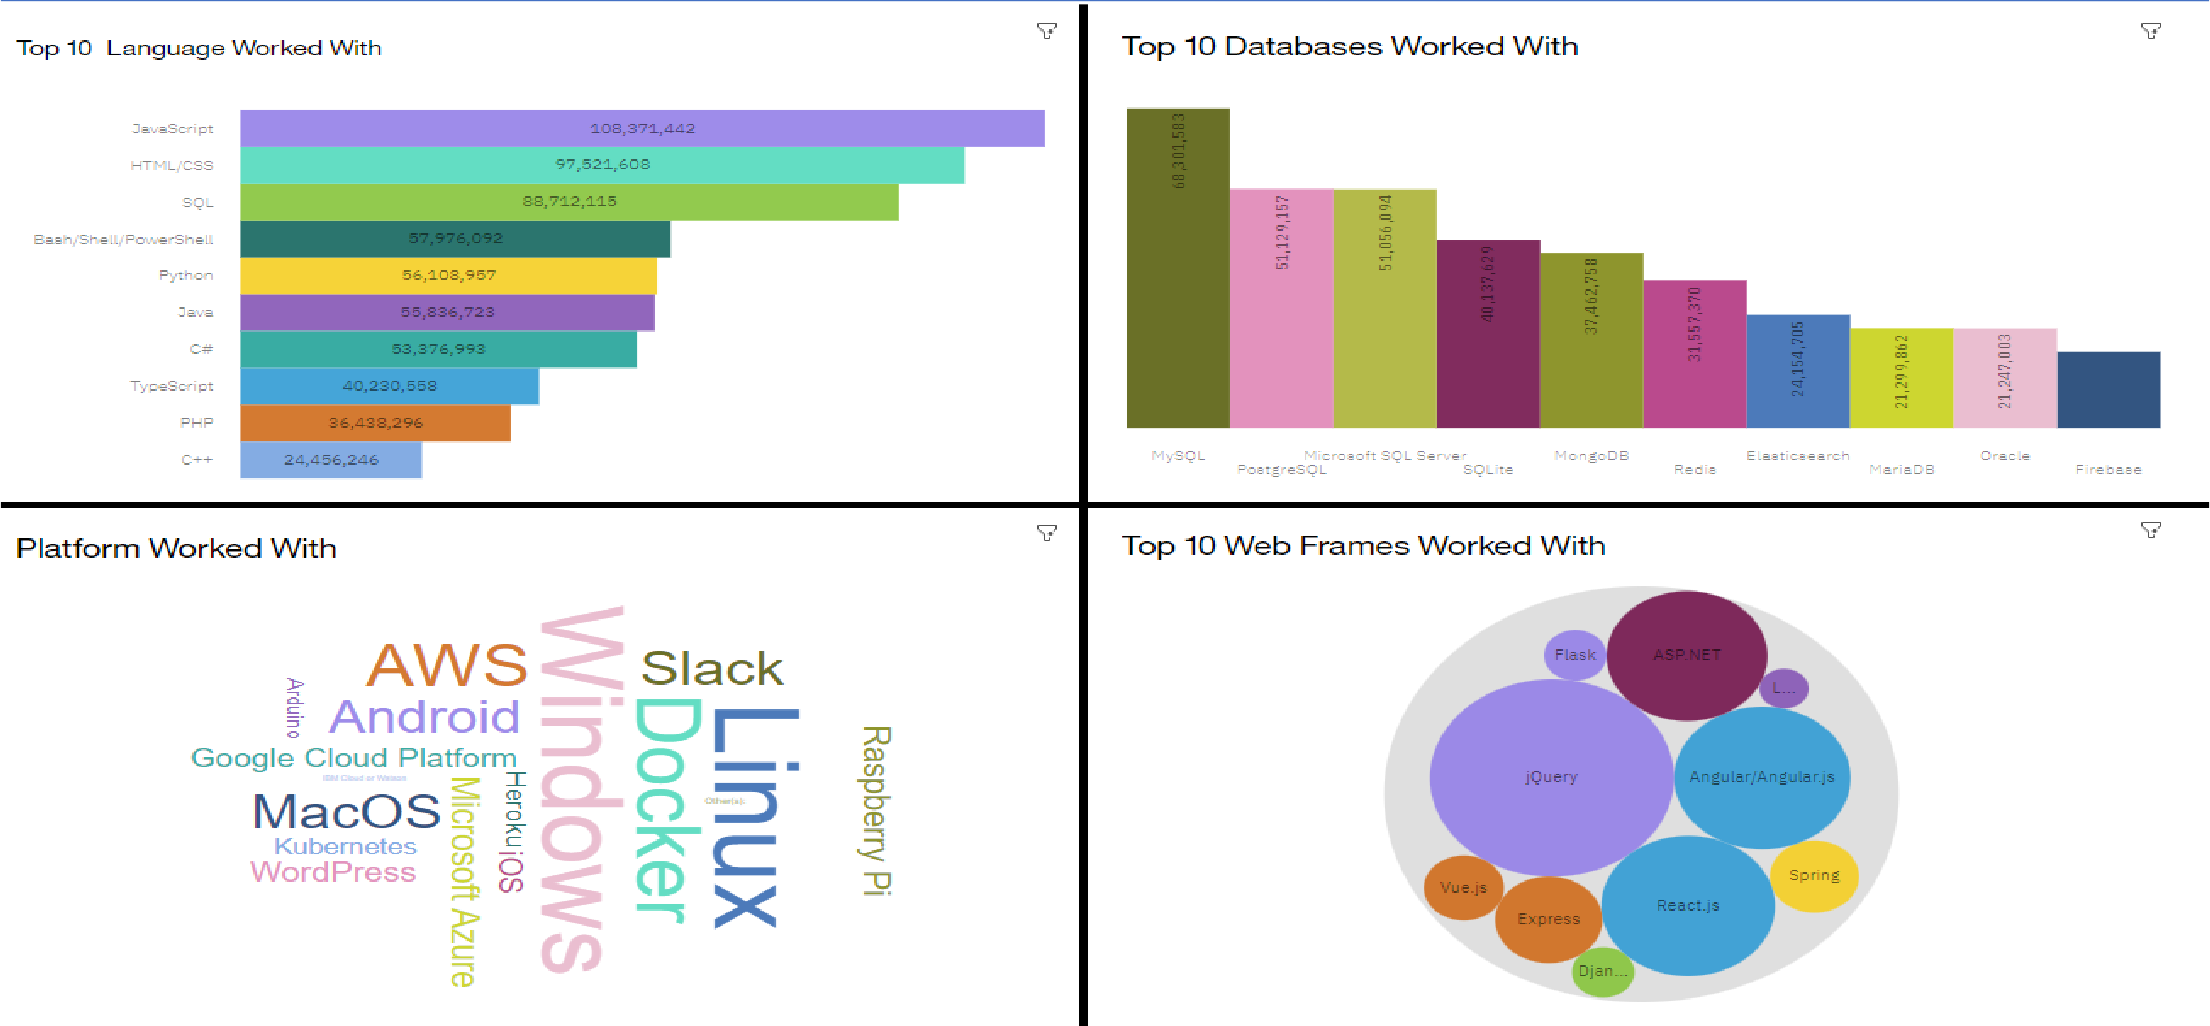 Top 10 Language Worked With
JavaScript 108,371,442
HTML/CSS 97,521,608
SQL 88,712,115
Bash/Shell/PowerShell 57,976,092
Python 56,108,957
Java 55,836,723
C# 53,376,993
TypeScript 40,230,558
PHP 36,438,296
C++ 24,456,246
Top 10 Databases Worked With
68,301,583
51,129,157
51,056,094
40,137,629
37,462,758
31,557,370
24,154,705
21,299,862
21,247,003
MySQL
PostgreSQL
Microsoft SQL Server
SQLite
MongoDB
Redis
Elasticsearch
MariaDB
Oracle
Firebase
Platform Worked With
AWS
Slack
Arduino
Android
Windows
Docker
Linux
Raspberry Pi
Google Cloud Platform
IBM Cloud or Watson
Microsoft Azure
Heroku
MacOS
Other(s):
Kubernetes
iOS
WordPress
Top 10 Web Frames Worked With
Flask
ASP.NET
L...
jQuery
Angular/Angular.js
Vue.js
Spring
Express
React.js
Djan...